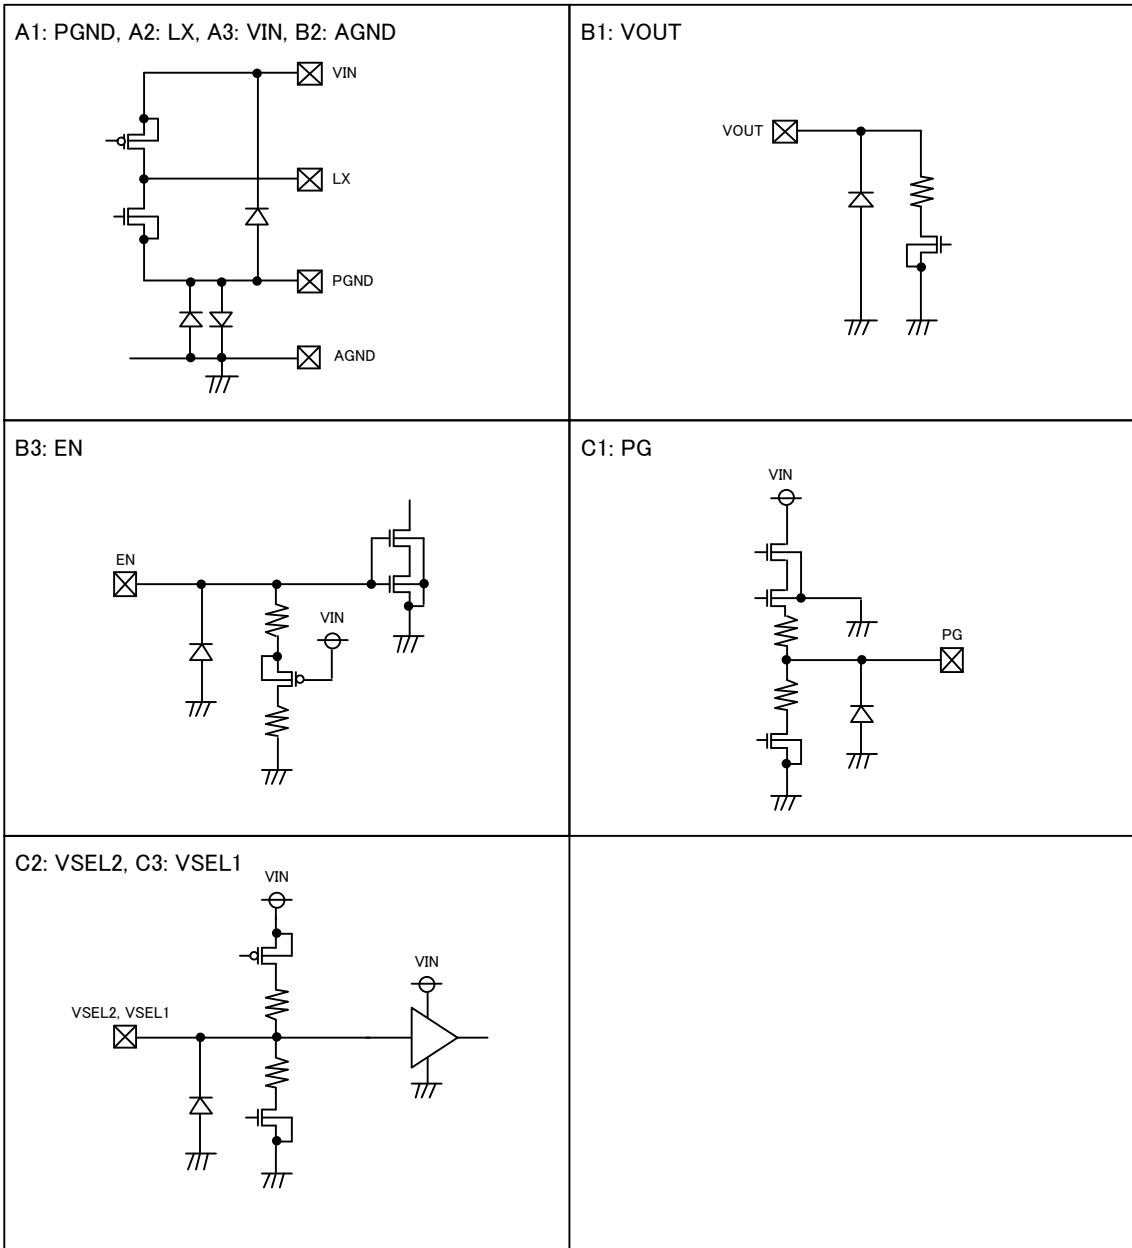 A1: PGND, A2: LX, A3: VIN, B2: AGND
VIN
LX
PGND
AGND
B1: VOUT
VOUT
B3: EN
EN
VIN
C1: PG
VIN
PG
C2: VSEL2, C3: VSEL1
VIN
VIN
VSEL2, VSEL1